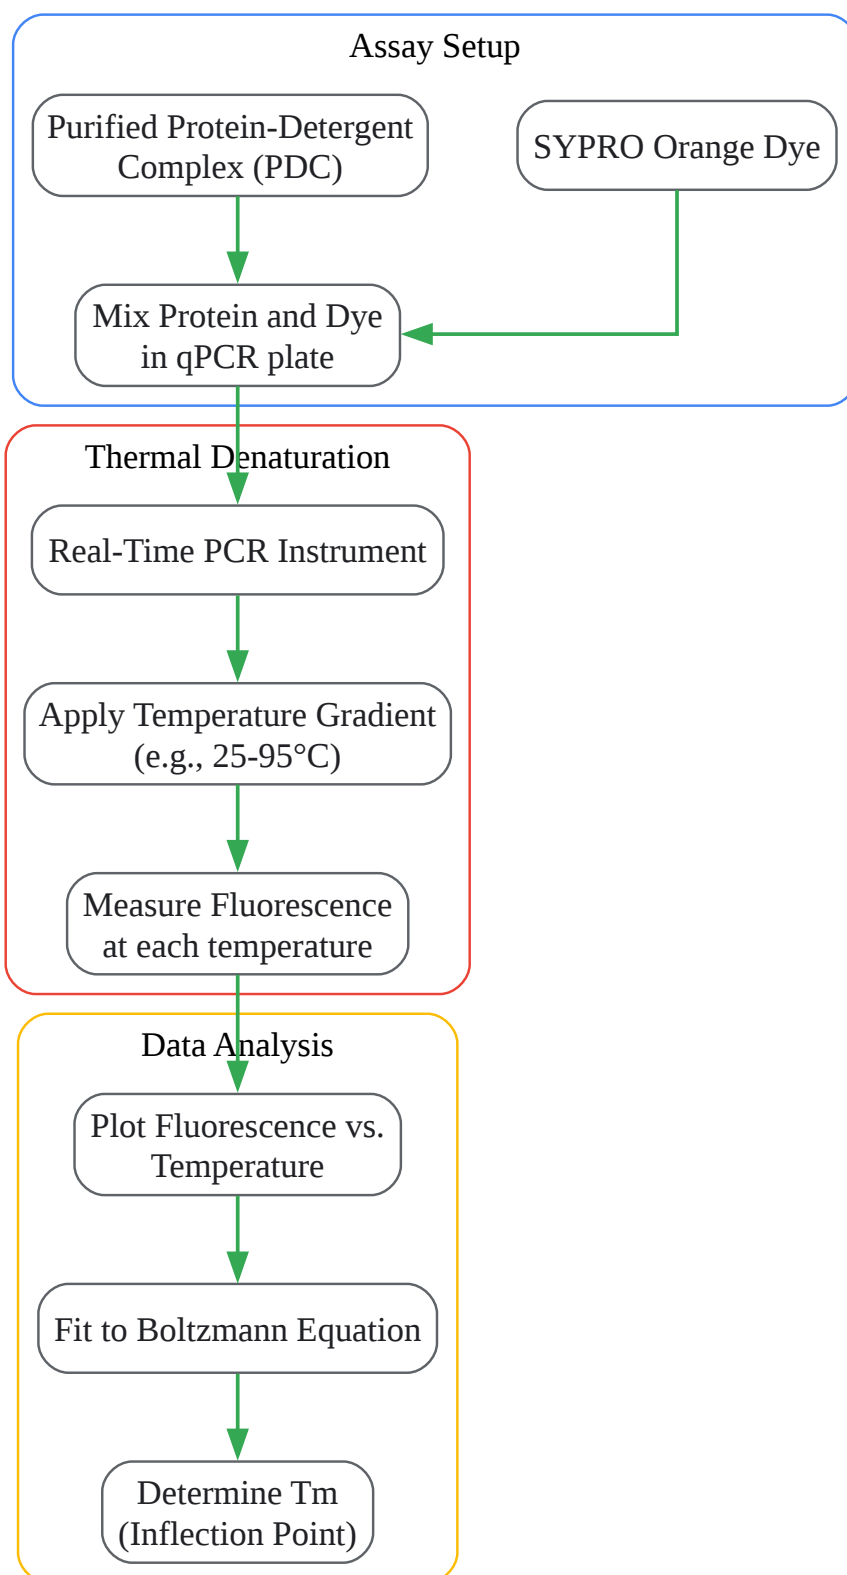 Assay Setup
Purified Protein-Detergent
Complex (PDC)
SYPRO Orange Dye
Mix Protein and Dye
in qPCR plate
Thermal Denaturation
Real-Time PCR Instrument
Apply Temperature Gradient
(e.g., 25-95°C)
Measure Fluorescence
at each temperature
Data Analysis
Plot Fluorescence vs.
Temperature
Fit to Boltzmann Equation
Determine Tm
(Inflection Point)